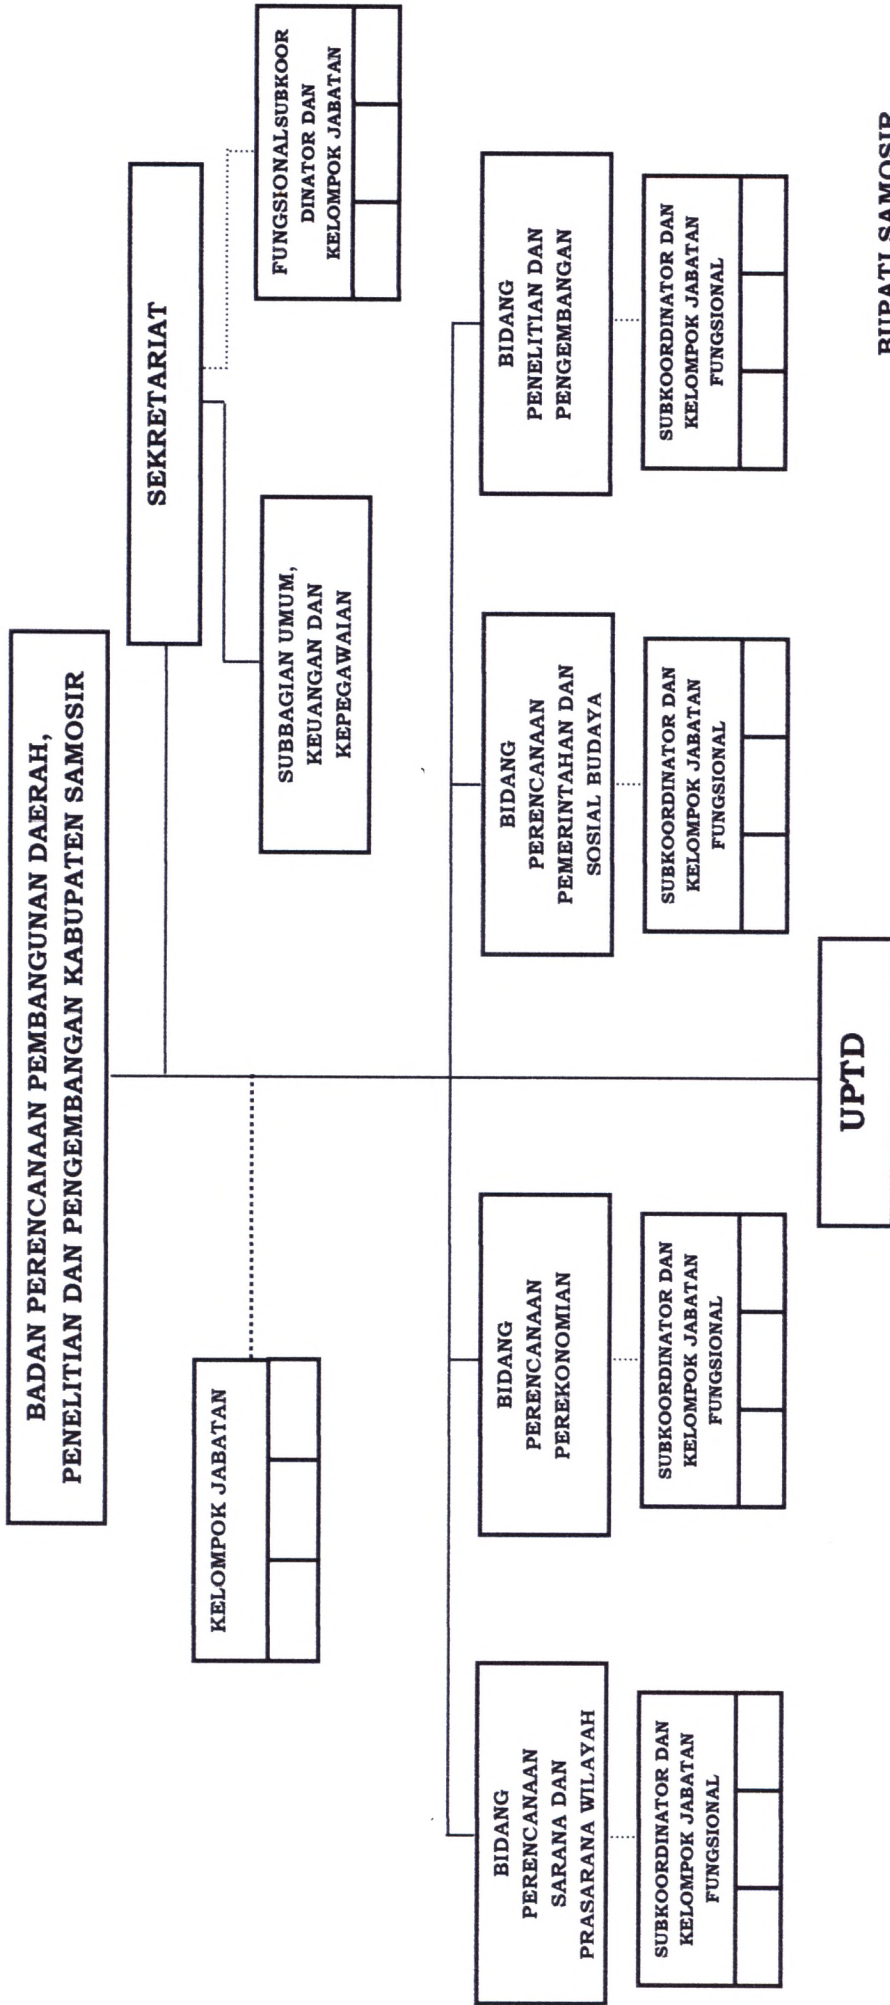 BADAN PERENCANAAN PEMBANGUNAN DAERAH,
PENELITIAN DAN PENGEMBANGAN KABUPATEN SAMOSIR
SEKRETARIAT
KELOMPOK JABATAN
SUBBAGIAN UMUM,
KEUANGAN DAN
KEPEGAWAIAN
FUNGSIONALSUBKOOR
DINATOR DAN
KELOMPOK JABATAN
BIDANG
PERENCANAAN
SARANA DAN
PRASARANA WILAYAH
BIDANG
PERENCANAAN
PEREKONOMIAN
BIDANG
PERENCANAAN
PEMERINTAHAN DAN
SOSIAL BUDAYA
BIDANG
PENELITIAN DAN
PENGEMBANGAN
SUBKOORDINATOR DAN
KELOMPOK JABATAN
FUNGSIONAL
SUBKOORDINATOR DAN
KELOMPOK JABATAN
FUNGSIONAL
SUBKOORDINATOR DAN
KELOMPOK JABATAN
FUNGSIONAL
SUBKOORDINATOR DAN
KELOMPOK JABATAN
FUNGSIONAL
UPTD
BUPATI SAMOSIR